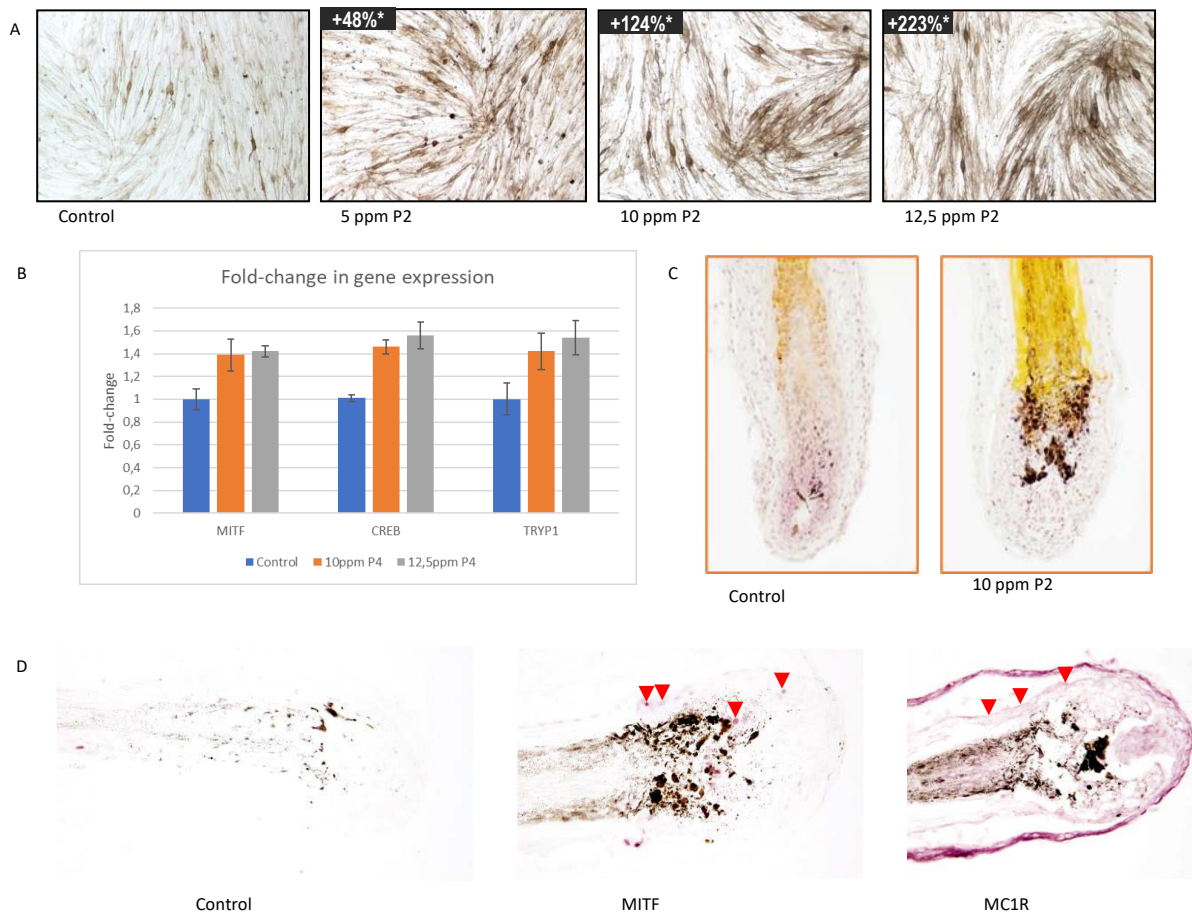 A
+48%*
+124%*
+223%*
Control
5 ppm P2
10 ppm P2
12,5 ppm P2
B
Fold-change in gene expression
Fold-change
1,8
1,6
1,4
1,2
1
0,8
0,6
0,4
0,2
0
MITF
CREB
TRYP1
Control
10ppm P4
12,5ppm P4
C
Control
10 ppm P2
D
Control
MITF
MC1R